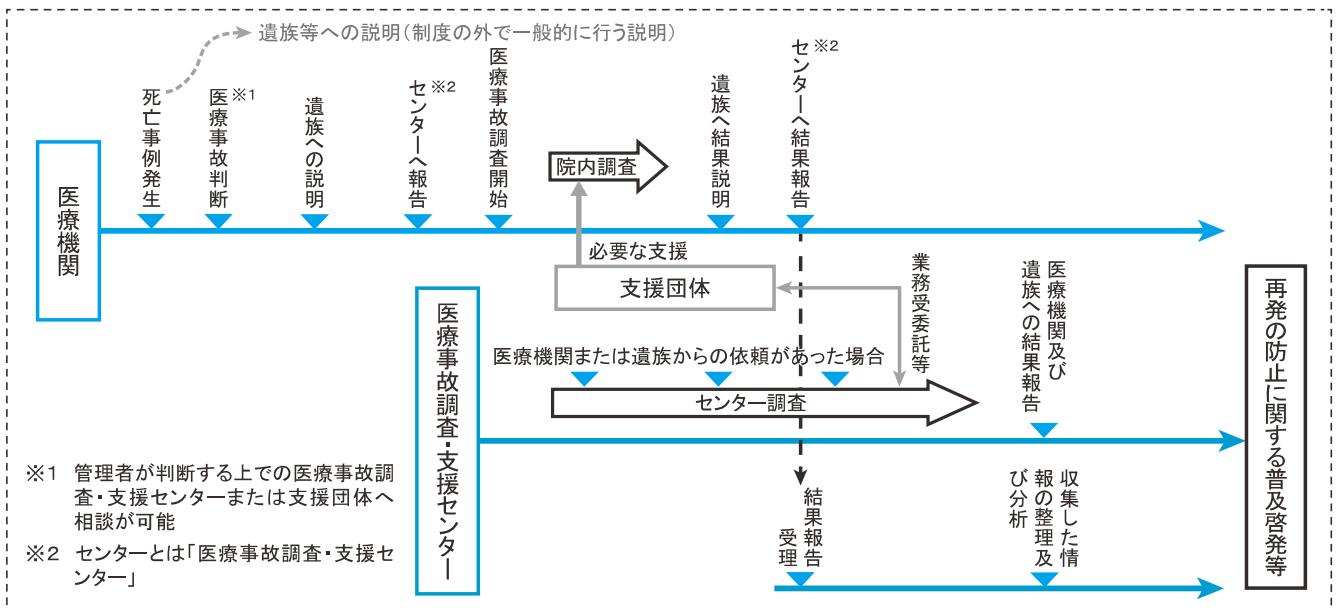 遺族等への説明(制度の外で一般的に行う説明)
死亡事例発生
医療事故判断※1
遺族への説明
センターへ報告※2
医療事故調査開始
院内調査
遺族へ結果説明
センターへ結果報告※2
医療機関
必要な支援
支援団体
業務受委託等
医療機関または遺族からの依頼があった場合
センター調査
医療機関及び
遺族への結果報告
医療事故調査・支援センター
結果報告
受理
収集した情
報の整理及
び分析
再発の防止に関する普及啓発等
※1 管理者が判断する上での医療事故調
査・支援センターまたは支援団体へ
相談が可能
※2 センターとは「医療事故調査・支援セ
ンター」